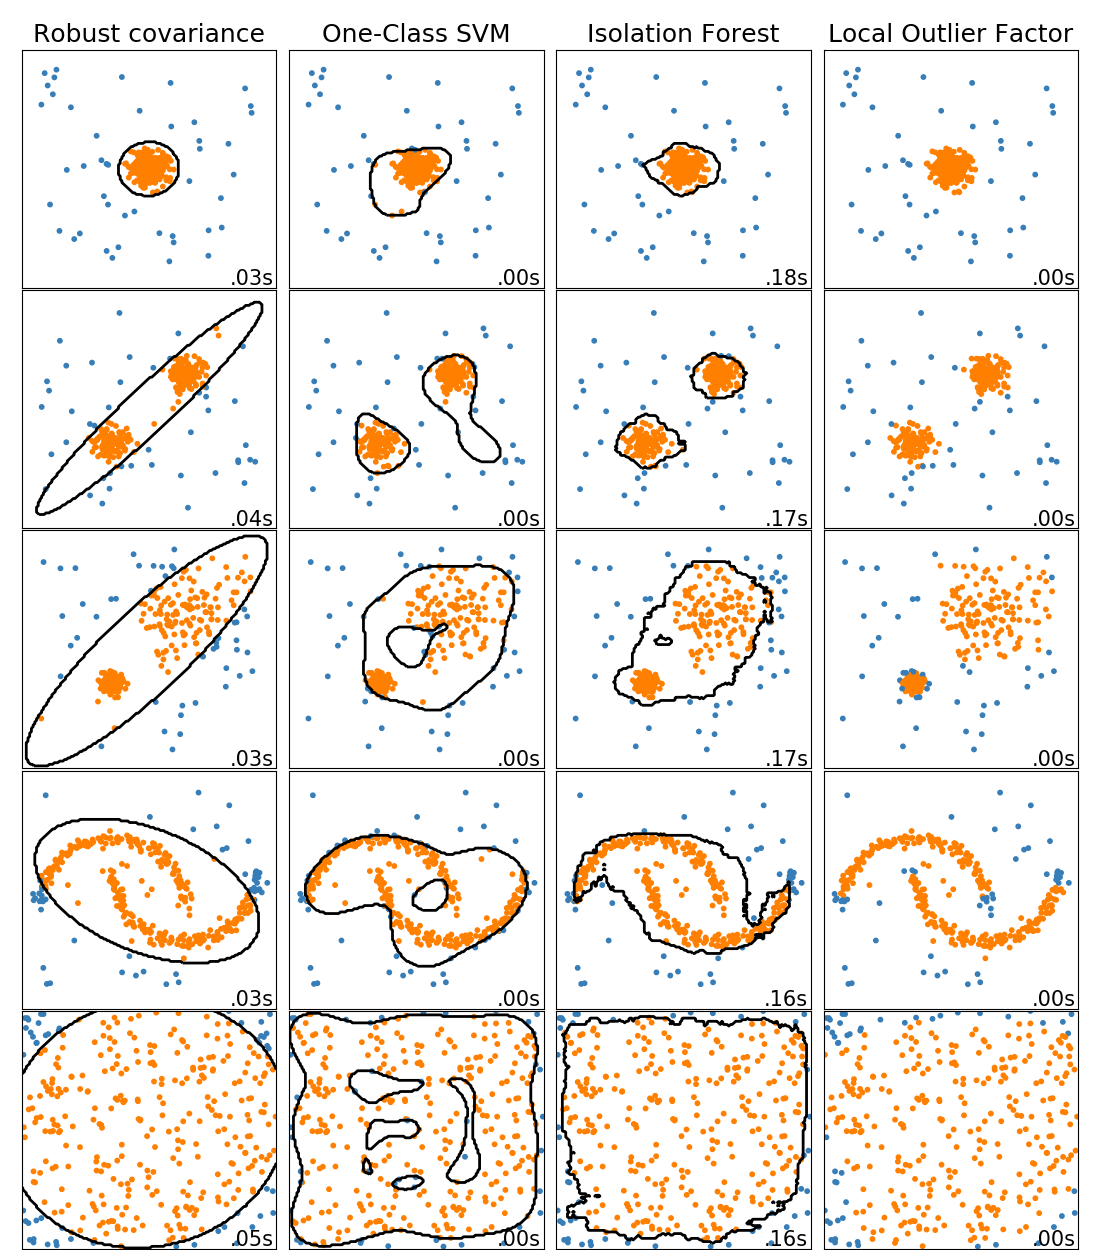 Robust covariance One-Class SVM Isolation Forest Local Outlier Factor
.03s .00s .18s .00s
.04s .00s .17s .00s
.03s .00s .17s .00s
.03s .00s .16s .00s
.05s .00s .16s .00s